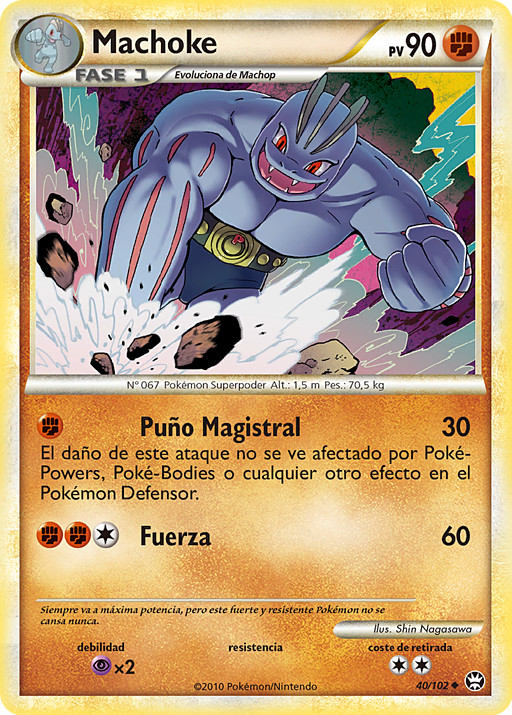 Machoke
PV 90
FASE 1
Evoluciona de Machop
Nº 067 Pokémon Superpoder Alt.: 1,5 m Pes.: 70,5 kg
Puño Magistral 30
El daño de este ataque no se ve afectado por Poké-
Powers, Poké-Bodies o cualquier otro efecto en el
Pokémon Defensor.
Fuerza 60
Siempre va a máxima potencia, pero este fuerte y resistente Pokémon no se
cansa nunca.
Ilus. Shin Nagasawa
debilidad resistencia coste de retirada
×2
40/102
©2010 Pokémon/Nintendo